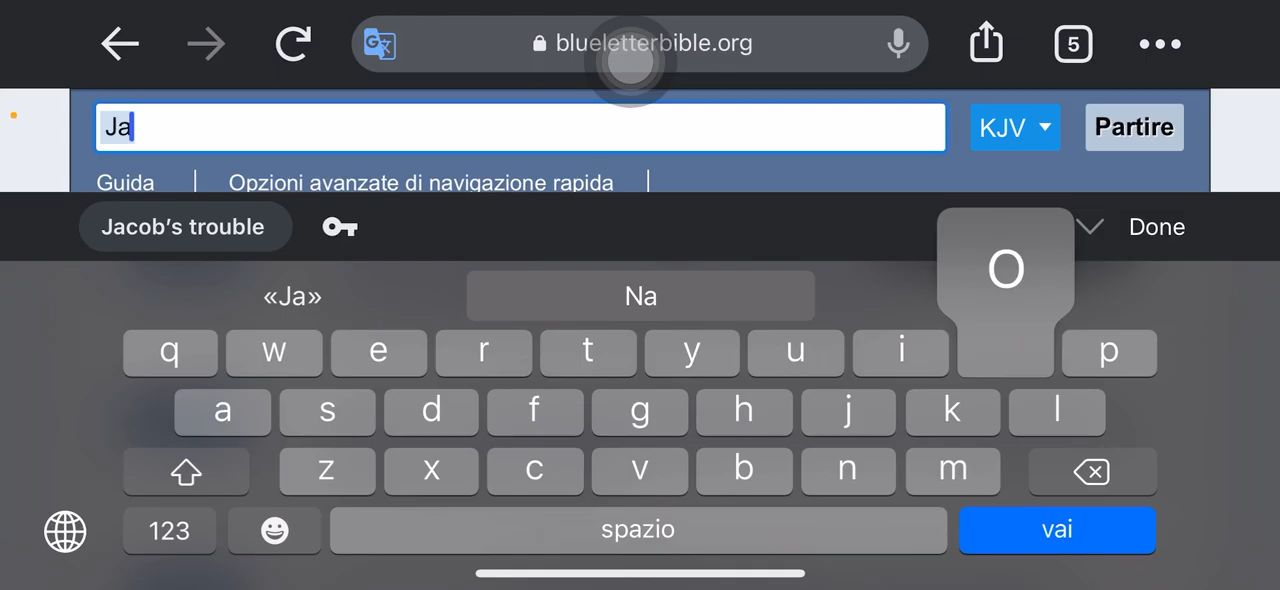 blueletterbible.org
5
Ja
KJV
Partire
Guida
Opzioni avanzate di navigazione rapida
Jacob's trouble
Done
«Ja»
Na
O
q w e r t y u i p
a s d f g h j k l
z x c v b n m
123
spazio
vai